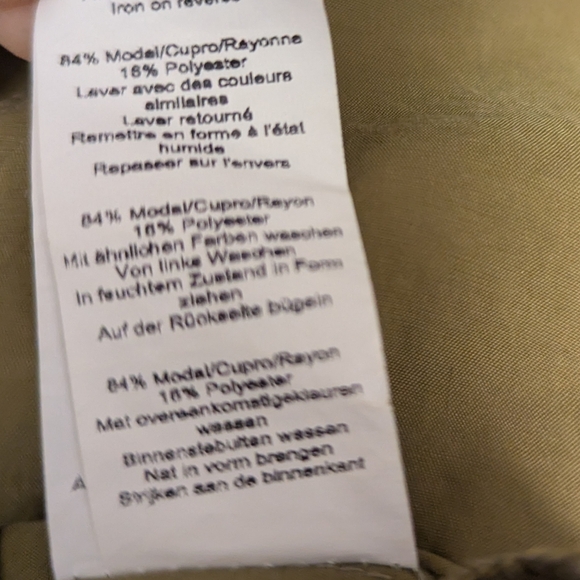 Iron on reverse
84% Modal/Cupro/Rayonne
16% Polyester
Laver avec des couleurs
similaires
Laver retourné
Remettre en forme à l'état
humide
Repasser sur l'envers
84% Modal/Cupro/Rayon
16% Polyester
Mit ähnlichen Farben waschen
Von links Waschen
In feuchtem Zustand in Form
ziehen
Auf der Rückseite bügeln
84% Modal/Cupro/Rayon
16% Polyester
Met overeenkomstigekleuren
wassen
Binnenstebuiten wassen
Nat in vorm brengen
A
Strijken aan de binnenkant